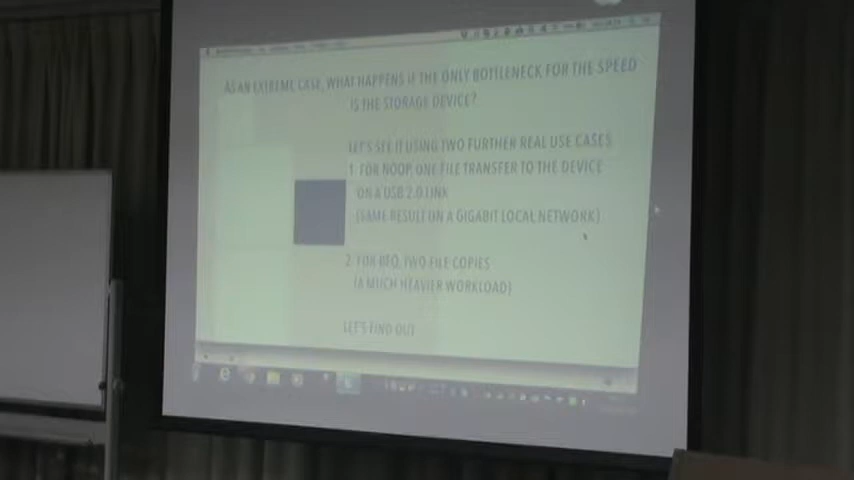 AS AN EXTREME CASE, WHAT HAPPENS IF THE ONLY BOTTLENECK FOR THE SPEED
IS THE STORAGE DEVICE?
LET'S SEE IT USING TWO FURTHER REAL USE CASES
1. FOR NOOP, ONE FILE TRANSFER TO THE DEVICE
ON A USB 2.0 LINK
(SAME RESULT ON A GIGABIT LOCAL NETWORK)
2. FOR BFQ, TWO FILE COPIES
(A MUCH HEAVIER WORKLOAD)
LET'S FIND OUT